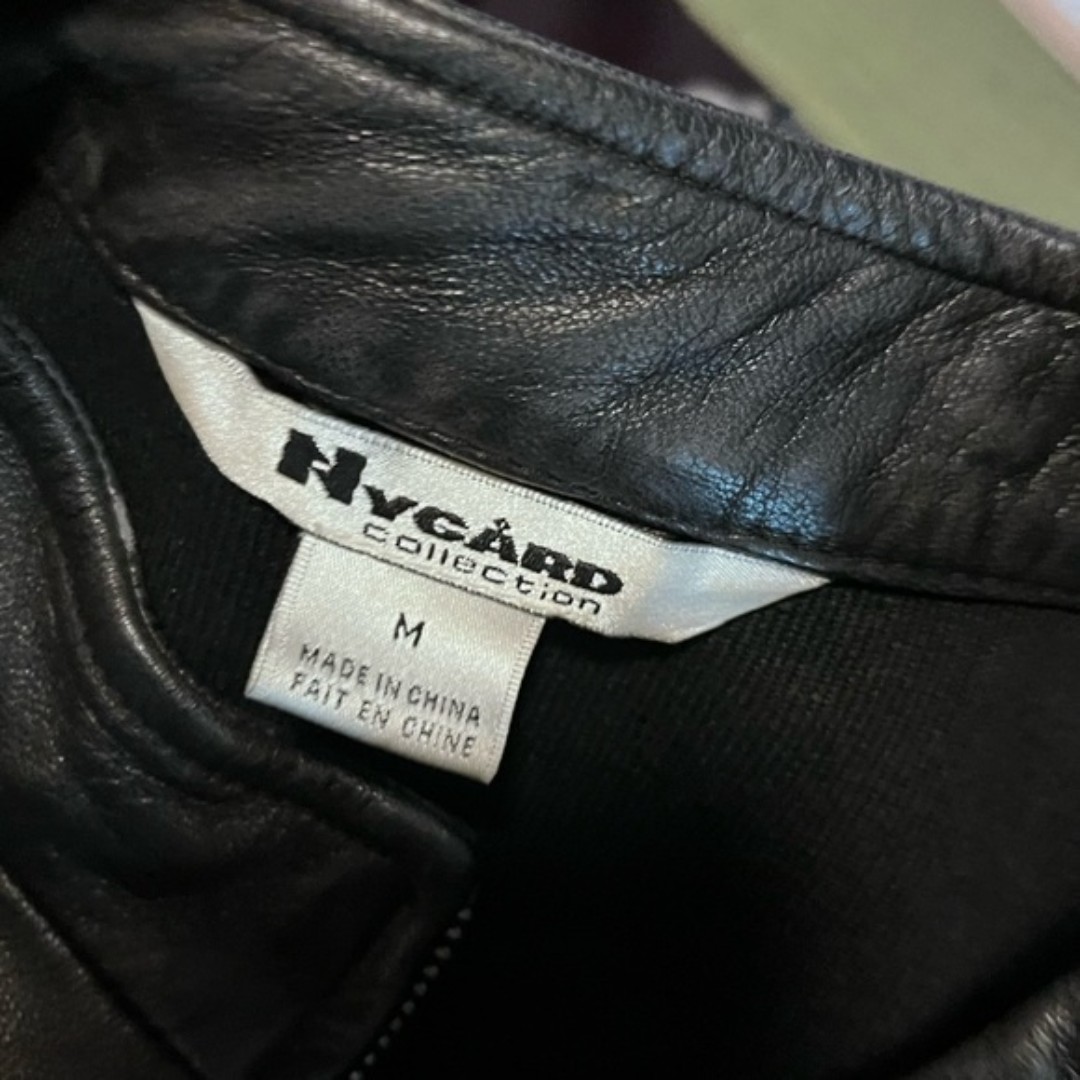 NYGÅRD
collection
M
MADE IN CHINA
FAIT EN CHINE